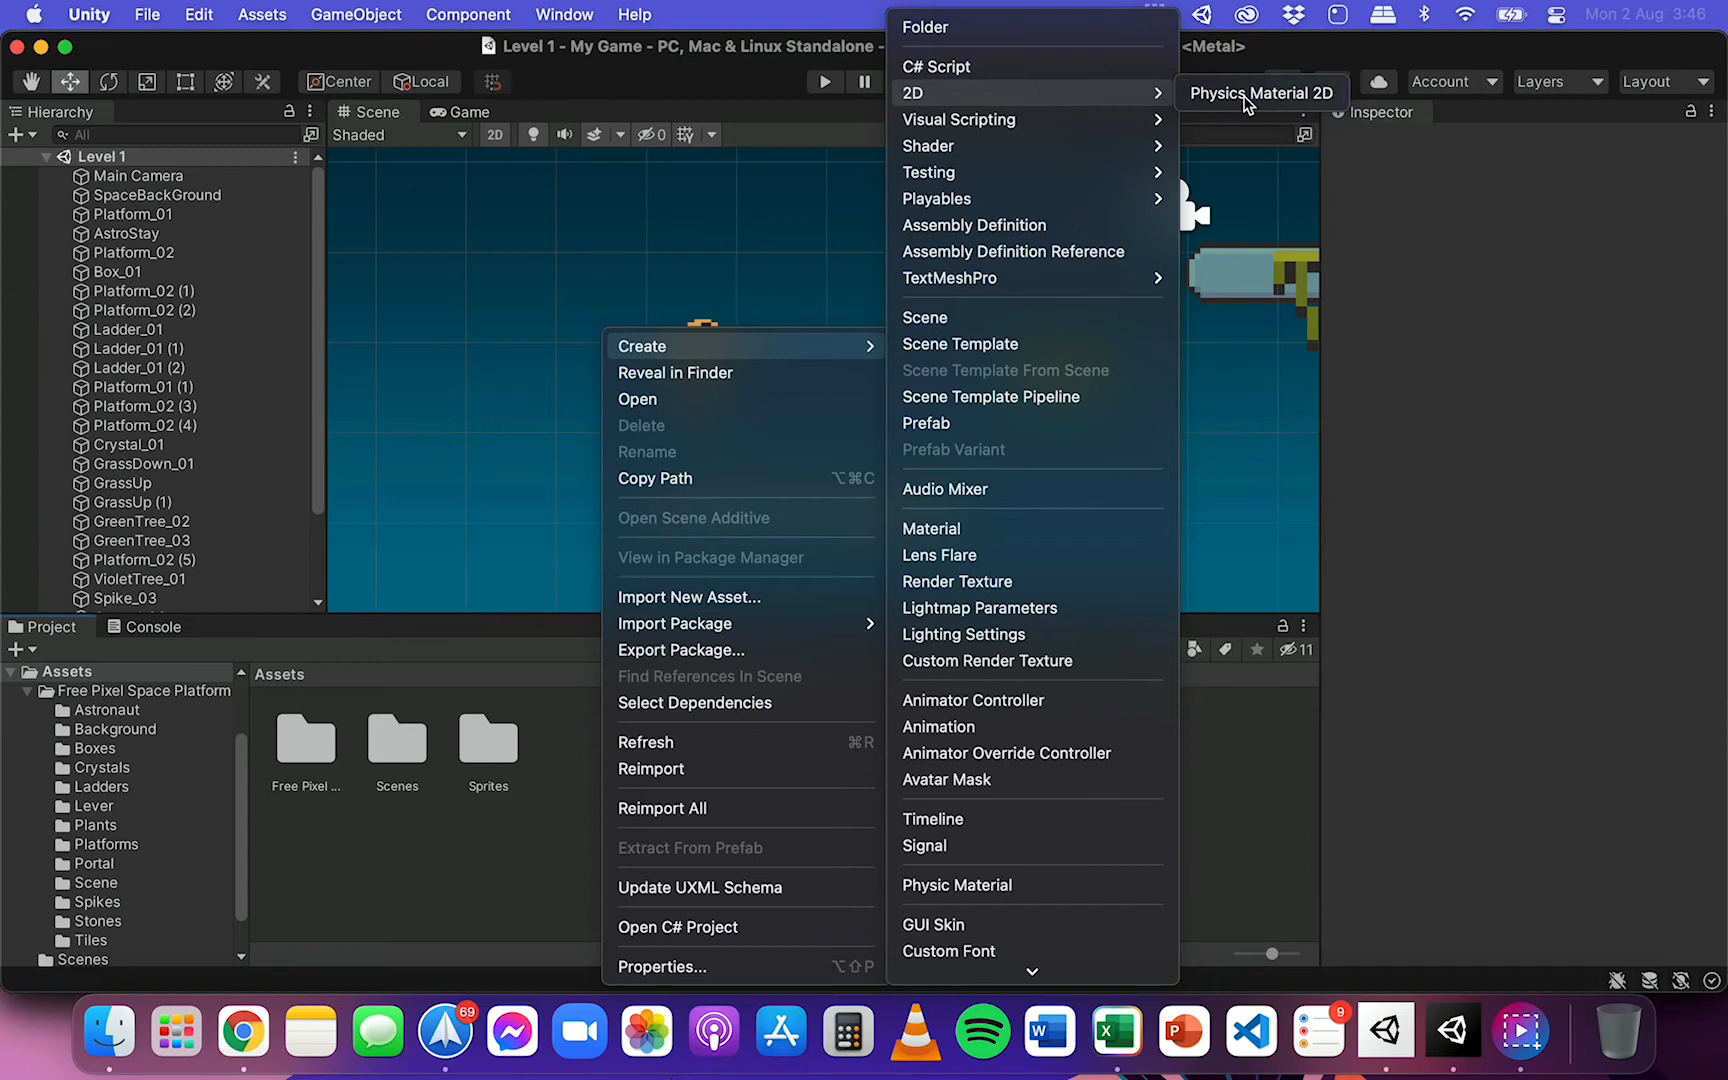 Unity File Edit Assets GameObject Component Window Help Mon 2 Aug 3:46
Level 1 - My Game - PC, Mac & Linux Standalone - <Metal>
Center Local Account Layers Layout
Hierarchy
All
Level 1
Main Camera
SpaceBackGround
Platform_01
AstroStay
Platform_02
Box_01
Platform_02 (1)
Platform_02 (2)
Ladder_01
Ladder_01 (1)
Ladder_01 (2)
Platform_01 (1)
Platform_02 (3)
Platform_02 (4)
Crystal_01
GrassDown_01
GrassUp
GrassUp (1)
GreenTree_02
GreenTree_03
Platform_02 (5)
VioletTree_01
Spike_03
Scene Game
Shaded 2D 0
Inspector
Create
Reveal in Finder
Open
Delete
Rename
Copy Path ⌥⌘C
Open Scene Additive
View in Package Manager
Import New Asset...
Import Package
Export Package...
Find References In Scene
Select Dependencies
Refresh ⌘R
Reimport
Reimport All
Extract From Prefab
Update UXML Schema
Open C# Project
Properties... ⌥⇧P
Folder
C# Script
2D
Visual Scripting
Shader
Testing
Playables
Assembly Definition
Assembly Definition Reference
TextMeshPro
Scene
Scene Template
Scene Template From Scene
Scene Template Pipeline
Prefab
Prefab Variant
Audio Mixer
Material
Lens Flare
Render Texture
Lightmap Parameters
Lighting Settings
Custom Render Texture
Animator Controller
Animation
Animator Override Controller
Avatar Mask
Timeline
Signal
Physic Material
GUI Skin
Custom Font
Physics Material 2D
Project Console
11
Assets
Free Pixel Space Platform
Astronaut
Background
Boxes
Crystals
Ladders
Lever
Plants
Platforms
Portal
Scene
Spikes
Stones
Tiles
Scenes
Assets
Free Pixel ... Scenes Sprites
69 W X P 9